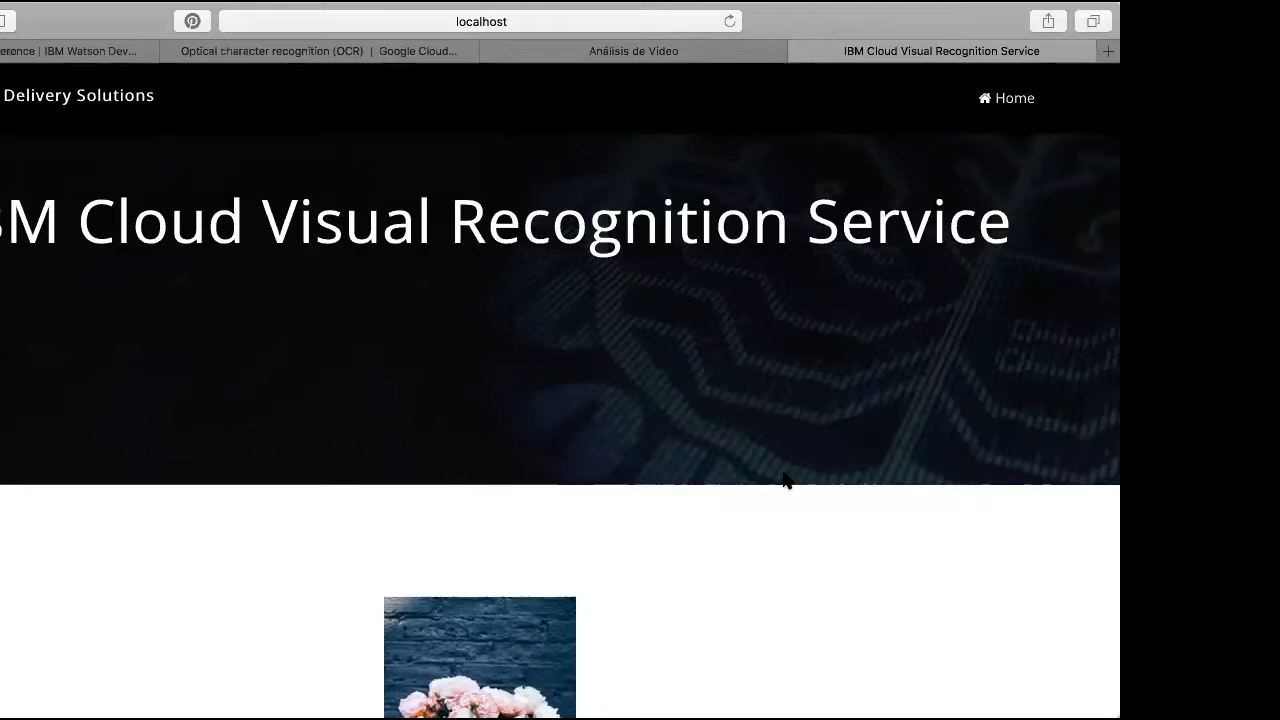 localhost
erence | IBM Watson Dev...
Optical character recognition (OCR) | Google Cloud...
Análisis de Video
IBM Cloud Visual Recognition Service
Delivery Solutions
Home
BM Cloud Visual Recognition Service